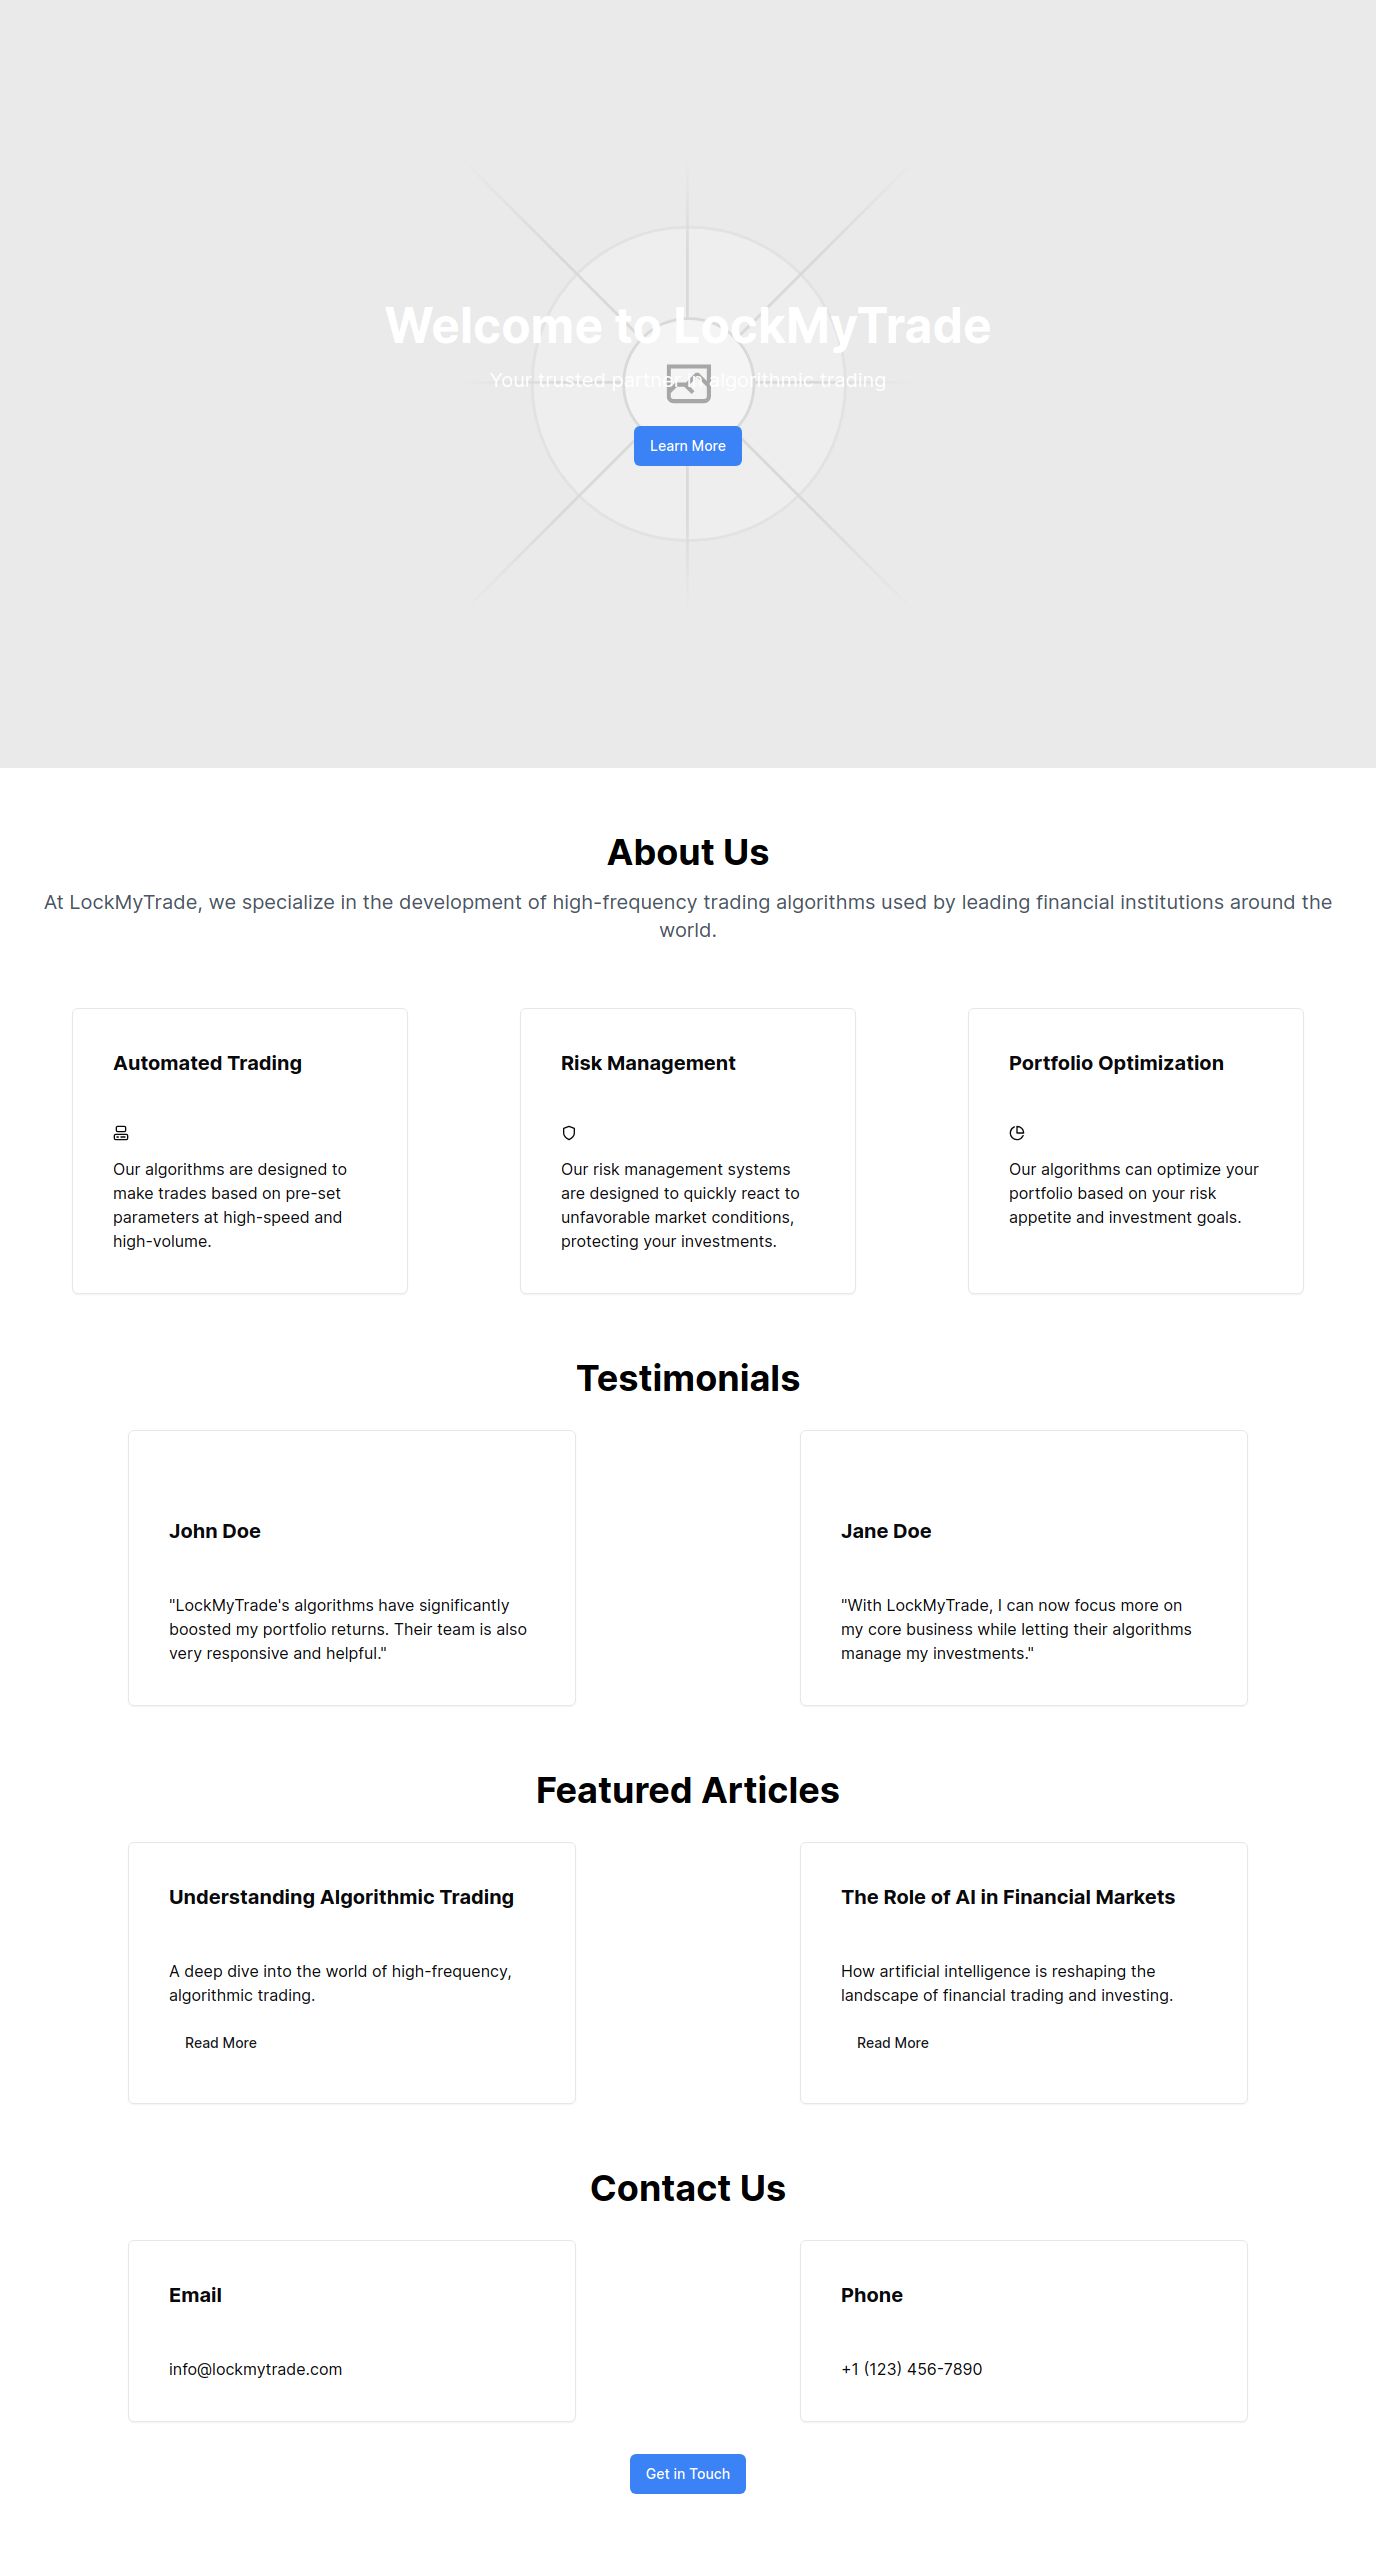 Welcome to LockMyTrade
Your trusted partner in algorithmic trading
Learn More
About Us
At LockMyTrade, we specialize in the development of high-frequency trading algorithms used by leading financial institutions around the
world.
Automated Trading
Our algorithms are designed to
make trades based on pre-set
parameters at high-speed and
high-volume.
Risk Management
Our risk management systems
are designed to quickly react to
unfavorable market conditions,
protecting your investments.
Portfolio Optimization
Our algorithms can optimize your
portfolio based on your risk
appetite and investment goals.
Testimonials
John Doe
"LockMyTrade's algorithms have significantly
boosted my portfolio returns. Their team is also
very responsive and helpful."
Jane Doe
"With LockMyTrade, I can now focus more on
my core business while letting their algorithms
manage my investments."
Featured Articles
Understanding Algorithmic Trading
A deep dive into the world of high-frequency,
algorithmic trading.
Read More
The Role of AI in Financial Markets
How artificial intelligence is reshaping the
landscape of financial trading and investing.
Read More
Contact Us
Email
info@lockmytrade.com
Phone
+1 (123) 456-7890
Get in Touch